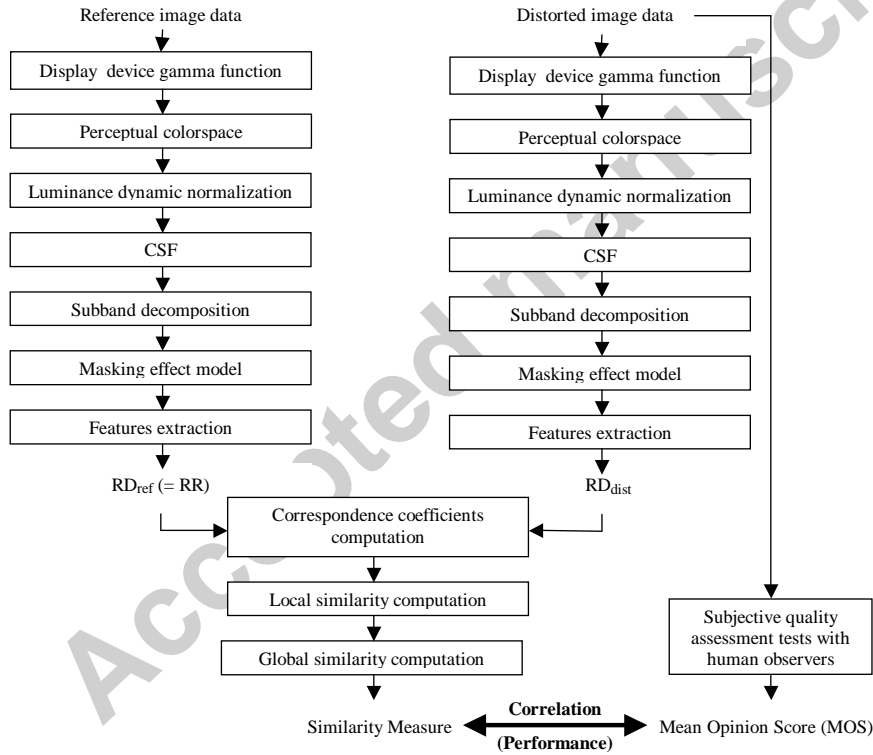 Reference image data
Display device gamma function
Perceptual colorspace
Luminance dynamic normalization
CSF
Subband decomposition
Masking effect model
Features extraction
RDref (= RR)
Distorted image data
Display device gamma function
Perceptual colorspace
Luminance dynamic normalization
CSF
Subband decomposition
Masking effect model
Features extraction
RDdist
Correspondence coefficients
computation
Local similarity computation
Global similarity computation
Similarity Measure
Correlation
(Performance)
Subjective quality
assessment tests with
human observers
Mean Opinion Score (MOS)